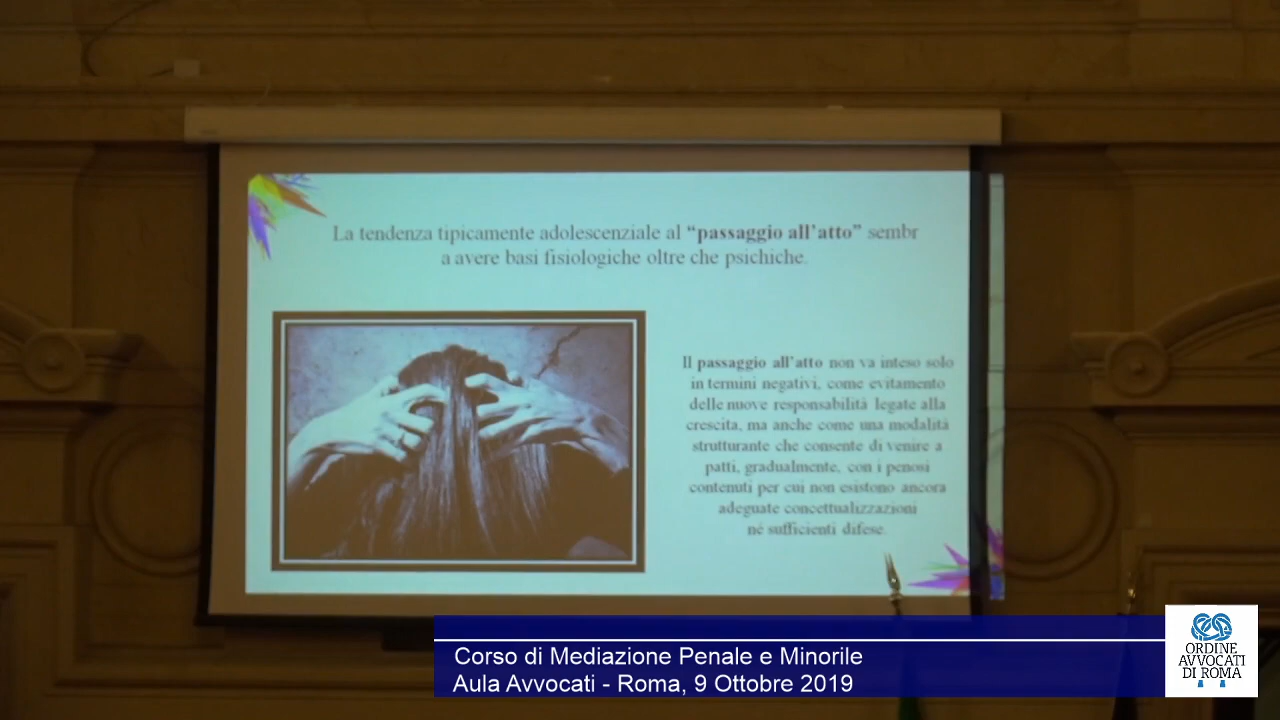 La tendenza tipicamente adolescenziale al “passaggio all’atto” sembr
a avere basi fisiologiche oltre che psichiche.
Il passaggio all’atto non va inteso solo
in termini negativi, come evitamento
delle nuove responsabilità legate alla
crescita, ma anche come una modalità
strutturante che consente di venire a
patti, gradualmente, con i penosi
contenuti per cui non esistono ancora
adeguate concettualizzazioni
né sufficienti difese.
Corso di Mediazione Penale e Minorile
Aula Avvocati - Roma, 9 Ottobre 2019
ORDINE
AVVOCATI
DI ROMA